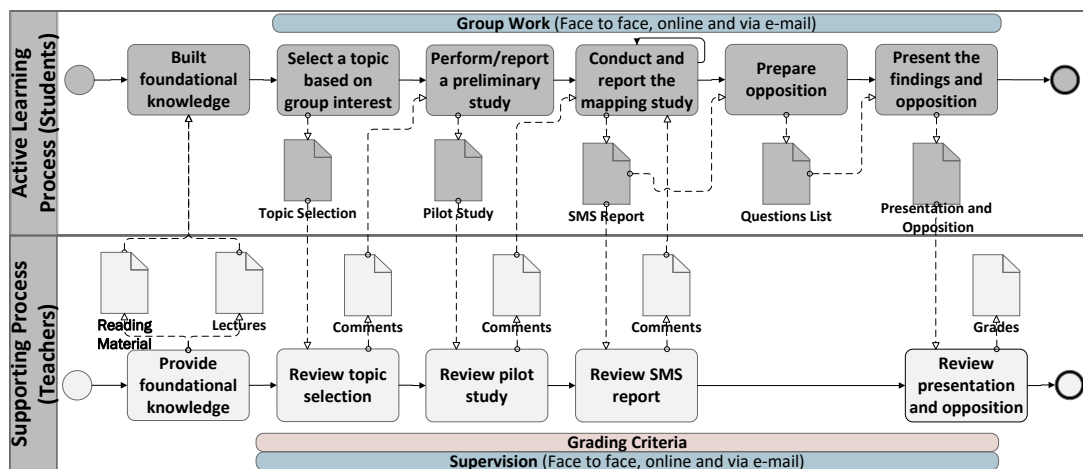 Active Learning
Process (Students)
Group Work (Face to face, online and via e-mail)
Built
foundational
knowledge
Select a topic
based on
group interest
Perform/report
a preliminary
study
Conduct and
report the
mapping study
Prepare
opposition
Present the
findings and
opposition
Topic Selection
Pilot Study
SMS Report
Questions List
Presentation and
Opposition
Supporting Process
(Teachers)
Reading
Material
Lectures
Comments
Comments
Comments
Grades
Provide
foundational
knowledge
Review topic
selection
Review pilot
study
Review SMS
report
Review
presentation
and opposition
Grading Criteria
Supervision (Face to face, online and via e-mail)